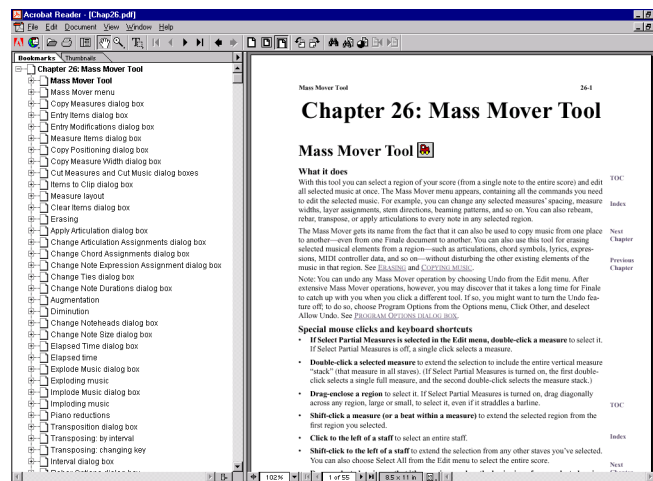 Acrobat Reader - [Chap26.pdf]
File Edit Document View Window Help
Bookmarks Thumbnails
Chapter 26: Mass Mover Tool
Mass Mover Tool
Mass Mover menu
Copy Measures dialog box
Entry Items dialog box
Entry Modifications dialog box
Measure Items dialog box
Copy Positioning dialog box
Copy Measure Width dialog box
Cut Measures and Cut Music dialog boxes
Items to Clip dialog box
Measure layout
Clear Items dialog box
Erasing
Apply Articulation dialog box
Change Articulation Assignments dialog box
Change Chord Assignments dialog box
Change Note Expression Assignment dialog box
Change Ties dialog box
Change Note Durations dialog box
Augmentation
Diminution
Change Noteheads dialog box
Change Note Size dialog box
Elapsed Time dialog box
Elapsed time
Explode Music dialog box
Exploding music
Implode Music dialog box
Imploding music
Piano reductions
Transposition dialog box
Transposing: by interval
Transposing: changing key
Interval dialog box
Mass Mover Tool 26-1
Chapter 26: Mass Mover Tool
Mass Mover Tool
What it does
With this tool you can select a region of your score (from a single note to the entire score) and edit
all selected music at once. The Mass Mover menu appears, containing all the commands you need
to edit the selected music. For example, you can change any selected measures' spacing, measure
widths, layer assignments, stem directions, beaming patterns, and so on. You can also rebeam,
rebar, transpose, or apply articulations to every note in any selected region.
The Mass Mover gets its name from the fact that it can also be used to copy music from one place
to another—even from one Finale document to another. You can also use this tool for erasing
selected musical elements from a region—such as articulations, chord symbols, lyrics, expres-
sions, MIDI controller data, and so on—without disturbing the other existing elements of the
music in that region. See ERASING and COPYING MUSIC.
Note: You can undo any Mass Mover operation by choosing Undo from the Edit menu. After
extensive Mass Mover operations, however, you may discover that it takes a long time for Finale
to catch up with you when you click a different tool. If so, you might want to turn the Undo fea-
ture off; to do so, choose Program Options from the Options menu, Click Other, and deselect
Allow Undo. See PROGRAM OPTIONS DIALOG BOX.
Special mouse clicks and keyboard shortcuts
• If Select Partial Measures is selected in the Edit menu, double-click a measure to select it.
If Select Partial Measures is off, a single click selects a measure.
• Double-click a selected measure to extend the selection to include the entire vertical measure
“stack” (that measure in all staves). (If Select Partial Measures is turned on, the first double-
click selects a single full measure, and the second double-click selects the measure stack.)
• Drag-enclose a region to select it. If Select Partial Measures is turned on, drag diagonally
across any region, large or small, to select it, even if it straddles a barline.
• Shift-click a measure (or a beat within a measure) to extend the selected region from the
first region you selected.
• Click to the left of a staff to select an entire staff.
• Shift-click to the left of a staff to extend the selection from any other staves you've selected.
You can also choose Select All from the Edit menu to select the entire score.
TOC
Index
Next
Chapter
Previous
Chapter
TOC
Index
Next
102% 1 of 55 8.5 x 11 in